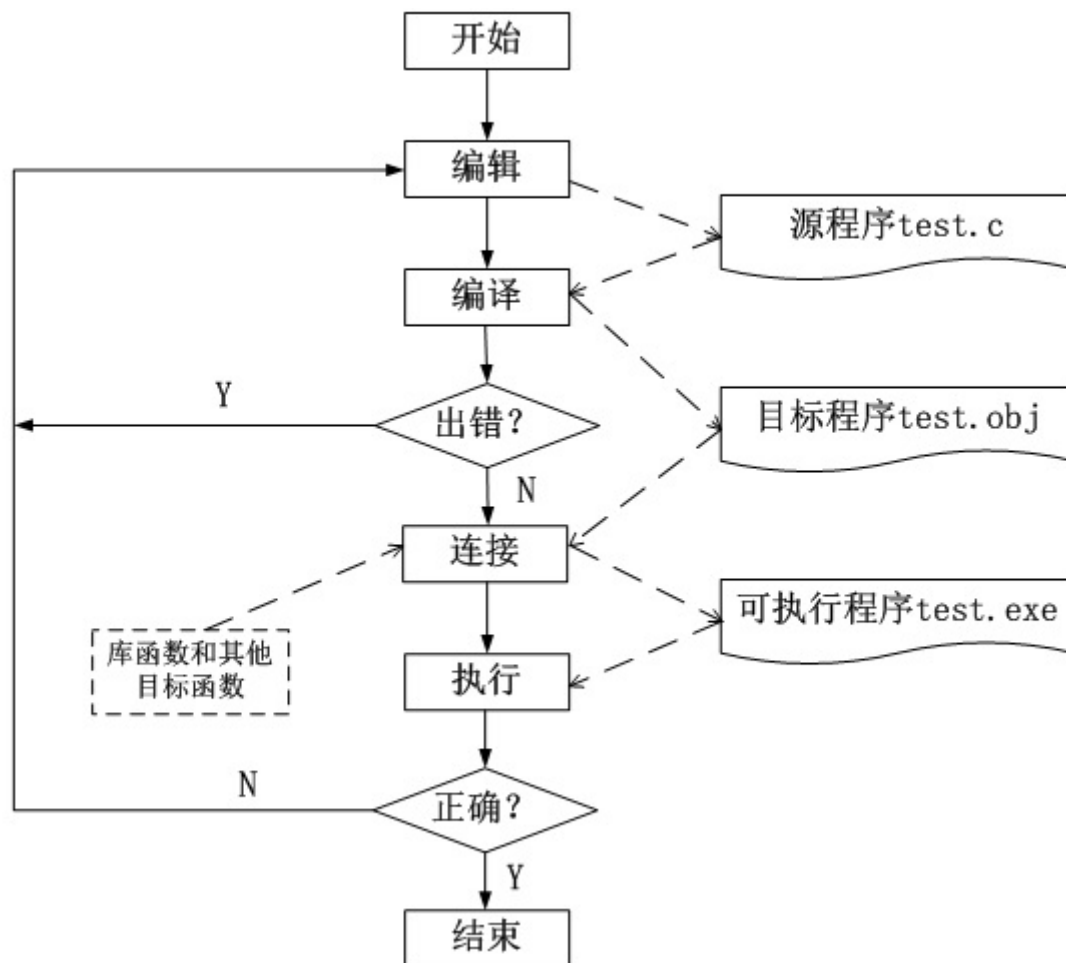 开始
编辑
源程序test.c
编译
Y
出错?
目标程序test.obj
N
连接
可执行程序test.exe
库函数和其他
目标函数
执行
N
正确?
Y
结束